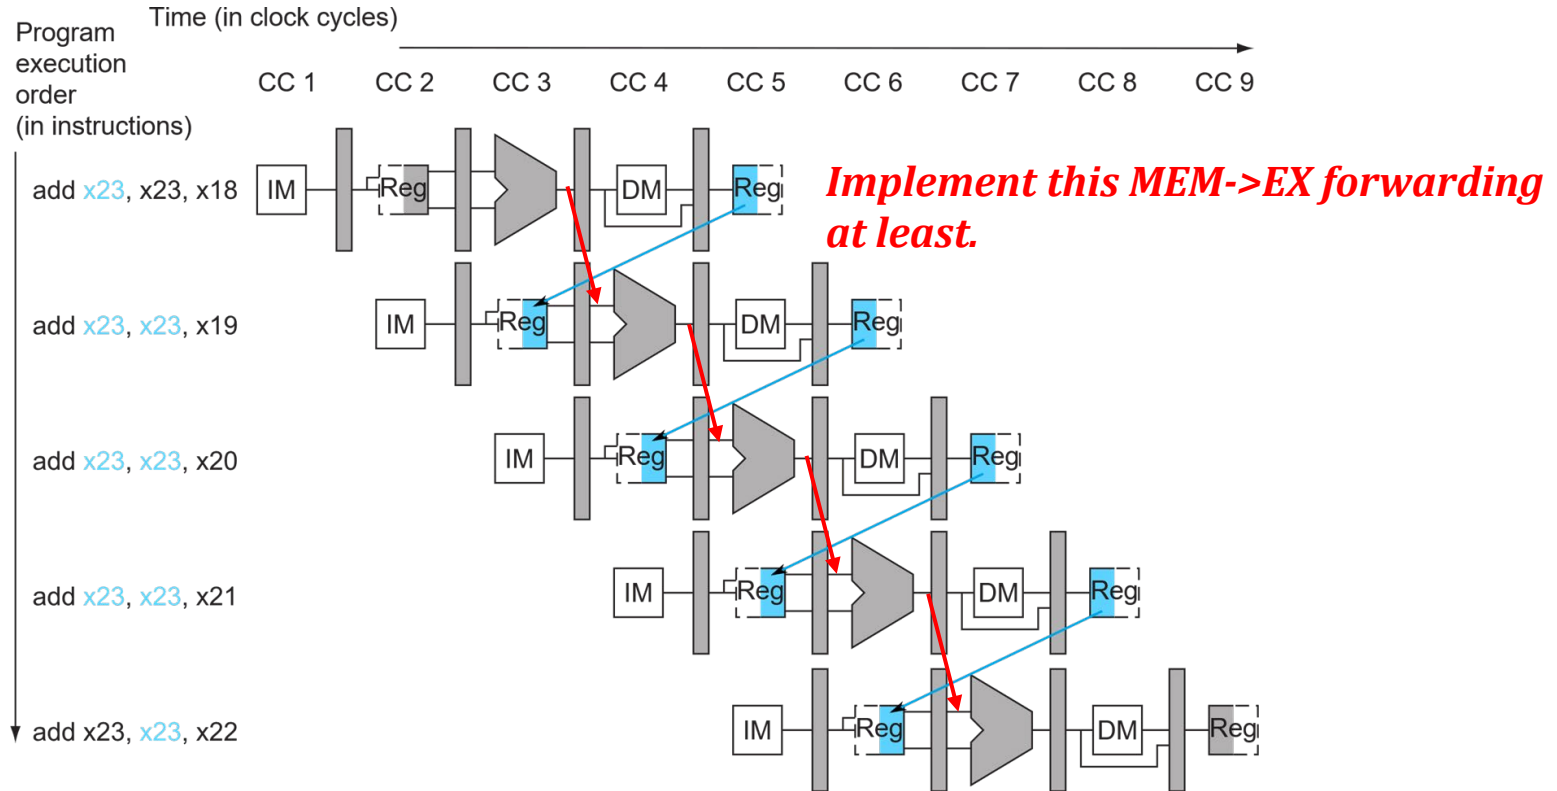 Time (in clock cycles)
Program
execution
order
(in instructions)
CC 1 CC 2 CC 3 CC 4 CC 5 CC 6 CC 7 CC 8 CC 9
add x23, x23, x18
IM Reg DM Reg
Implement this MEM->EX forwarding
at least.
add x23, x23, x19
IM Reg DM Reg
add x23, x23, x20
IM Reg DM Reg
add x23, x23, x21
IM Reg DM Reg
add x23, x23, x22
IM Reg DM Reg